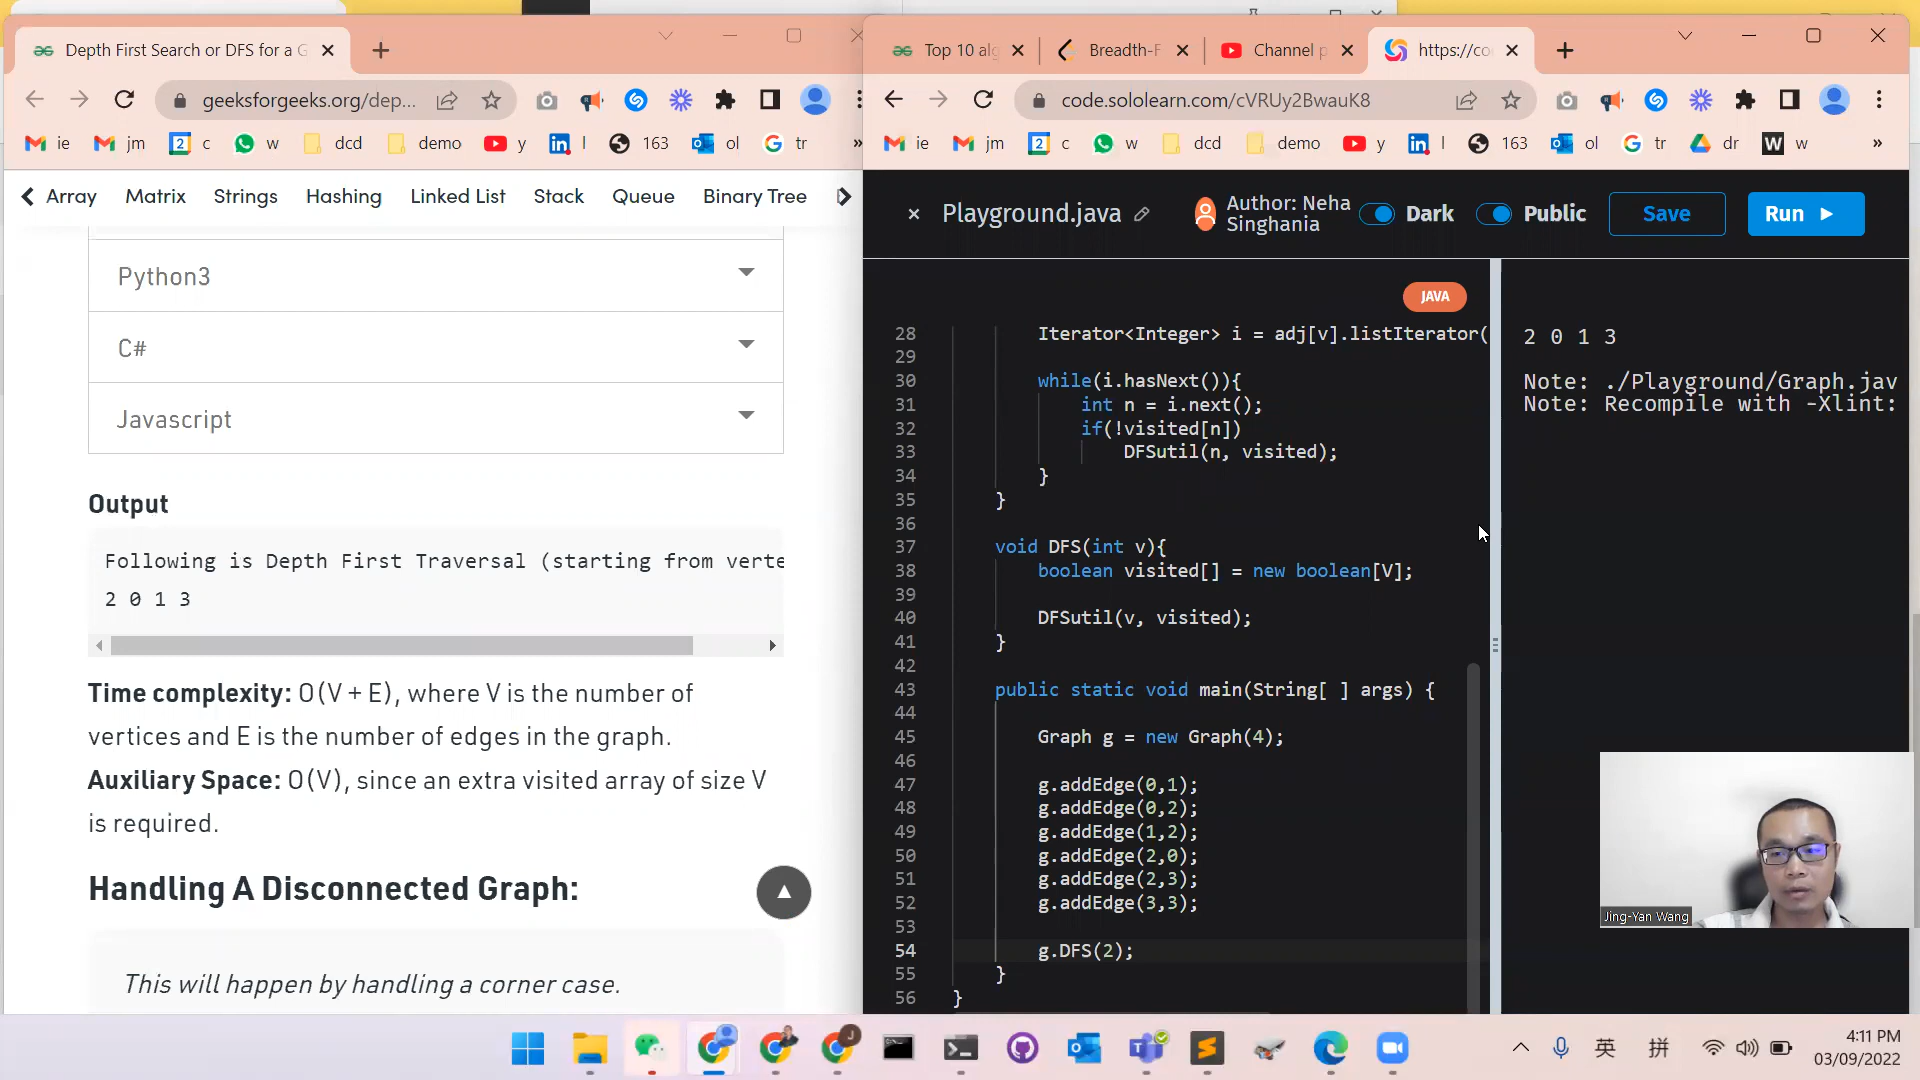 Depth First Search or DFS for a G
geeksforgeeks.org/dep...
ie
jm
2
c
w
dcd
demo
y
l
163
ol
tr
»
Array
Matrix
Strings
Hashing
Linked List
Stack
Queue
Binary Tree
Python3
C#
Javascript
Output
Following is Depth First Traversal (starting from verte
2 0 1 3
Time complexity: O(V + E), where V is the number of
vertices and E is the number of edges in the graph.
Auxiliary Space: O(V), since an extra visited array of size V
is required.
Handling A Disconnected Graph:
This will happen by handling a corner case.
Top 10 alg
Breadth-F
Channel p
https://co
code.sololearn.com/cVRUy2BwauK8
ie
jm
2
c
w
dcd
demo
y
l
163
ol
tr
dr
W
w
»
Playground.java
Author: Neha
Singhania
Dark
Public
Save
Run
JAVA
28 Iterator<Integer> i = adj[v].listIterator(
29
30 while(i.hasNext()){
31 int n = i.next();
32 if(!visited[n])
33 DFSutil(n, visited);
34 }
35 }
36
37 void DFS(int v){
38 boolean visited[] = new boolean[V];
39
40 DFSutil(v, visited);
41 }
42
43 public static void main(String[ ] args) {
44
45 Graph g = new Graph(4);
46
47 g.addEdge(0,1);
48 g.addEdge(0,2);
49 g.addEdge(1,2);
50 g.addEdge(2,0);
51 g.addEdge(2,3);
52 g.addEdge(3,3);
53
54 g.DFS(2);
55 }
56 }
2 0 1 3
Note: ./Playground/Graph.jav
Note: Recompile with -Xlint:
Jing-Yan Wang
J
英
拼
4:11 PM
03/09/2022